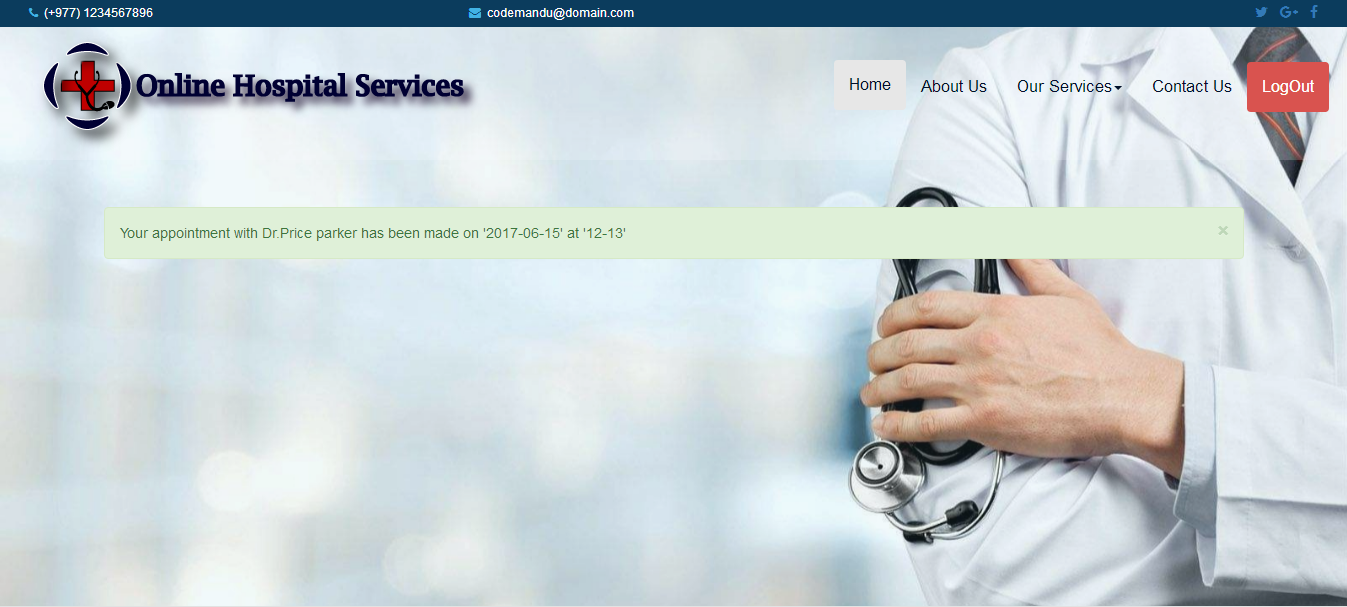 (+977) 1234567896
codemandu@domain.com
Online Hospital Services
Home
About Us
Our Services
Contact Us
LogOut
Your appointment with Dr.Price parker has been made on '2017-06-15' at '12-13'
×